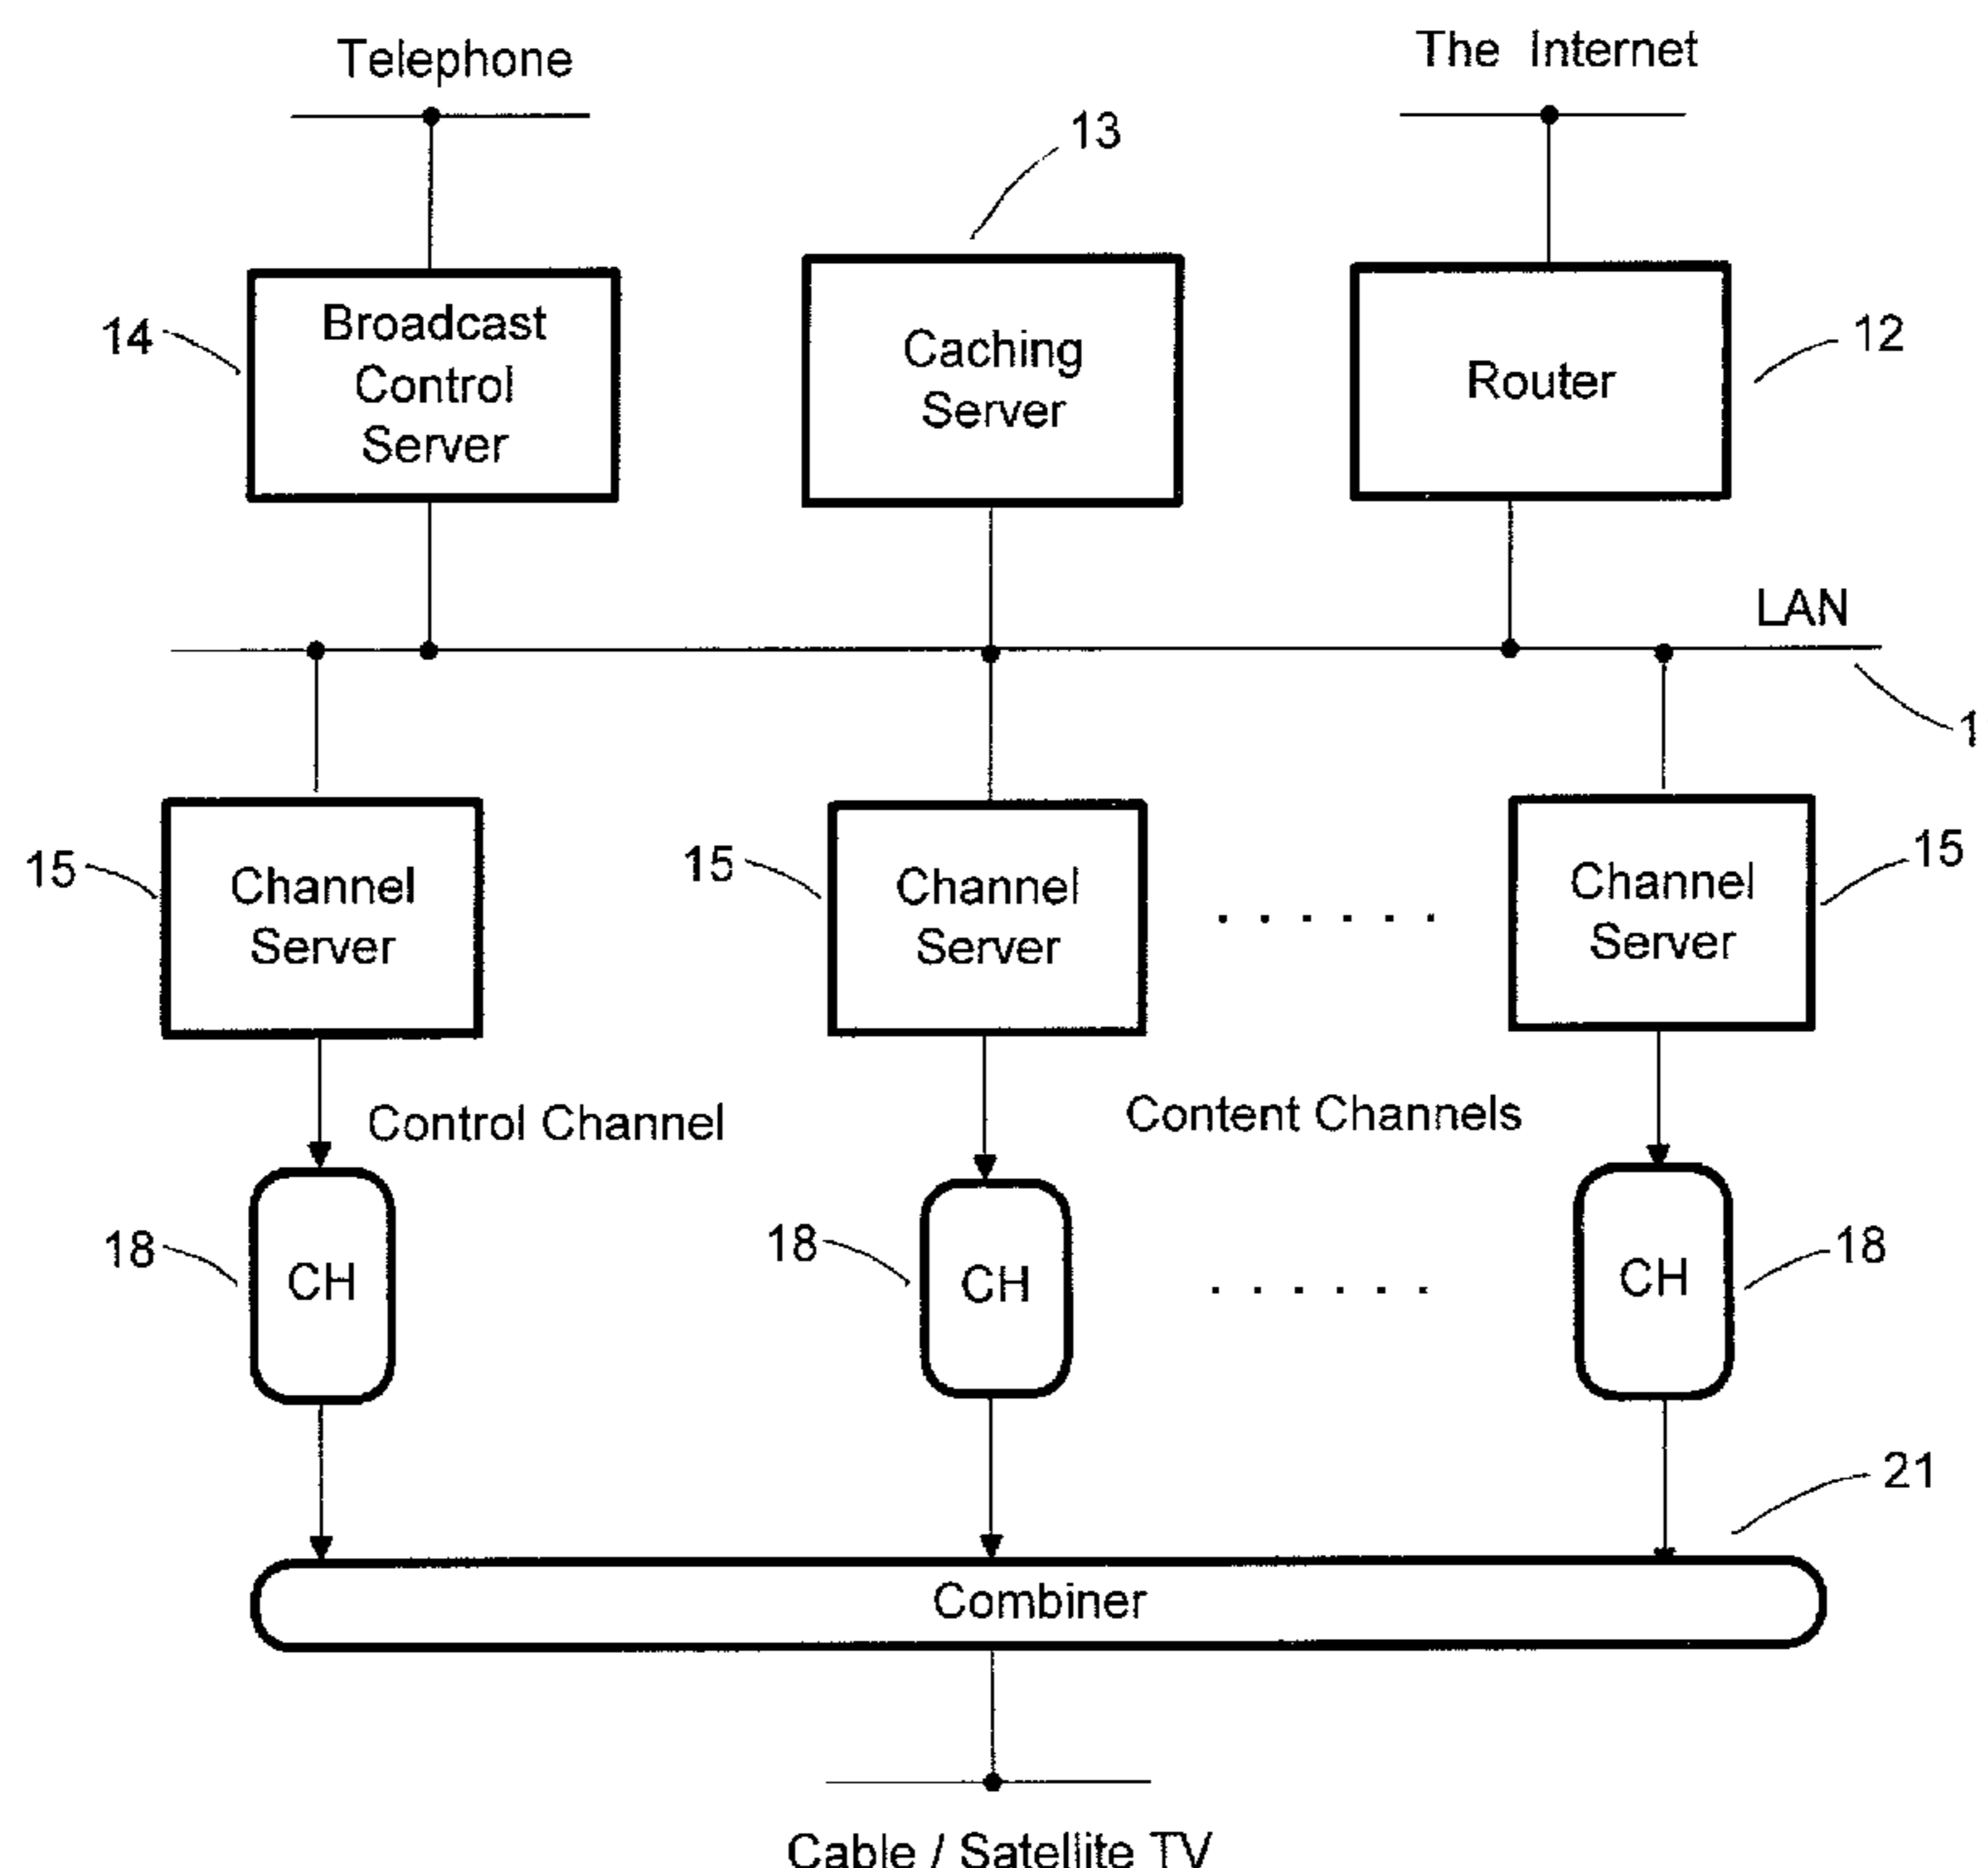 Telephone
The Internet
13
14
Broadcast
Control
Server
Caching
Server
Router
12
LAN
1
15
Channel
Server
15
Channel
Server
. . . . . .
Channel
Server
15
Control Channel
Content Channels
18
CH
18
CH
. . . . . .
CH
18
21
Combiner
Cable / Satellite TV